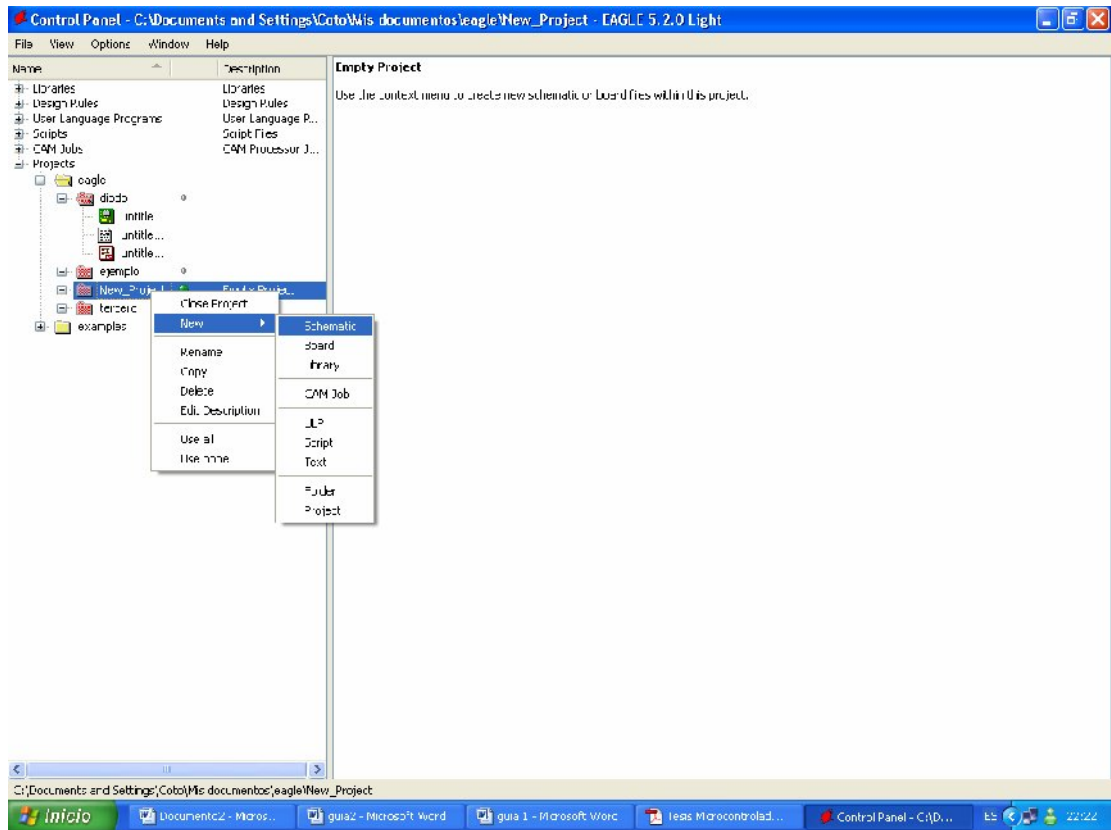 Control Panel - C:\Documents and Settings\Coto\Mis documentos\eagle\New_Project - EAGLE 5.2.0 Light
File View Options Window Help
Name Description
Libraries Libraries
Design Rules Design Rules
User Language Programs User Language P...
Scripts Script Files
CAM Jobs CAM Processor J...
Projects
eagle
diodo
untitle
untitle...
untitle...
ejemplo
New_Project Empty Project
tercero
examples
Empty Project
Use the context menu to create new schematic or board files within this project.
Close Project
New
Rename
Copy
Delete
Edit Description
Use all
Use none
Schematic
Board
Library
CAM Job
ULP
Script
Text
Folder
Project
C:\Documents and Settings\Coto\Mis documentos\eagle\New_Project
Inicio
Documento2 - Micros...
guia2 - Microsoft Word
guia 1 - Microsoft Word
Tesis Microcontrolad...
Control Panel - C:\D...
ES
22:22